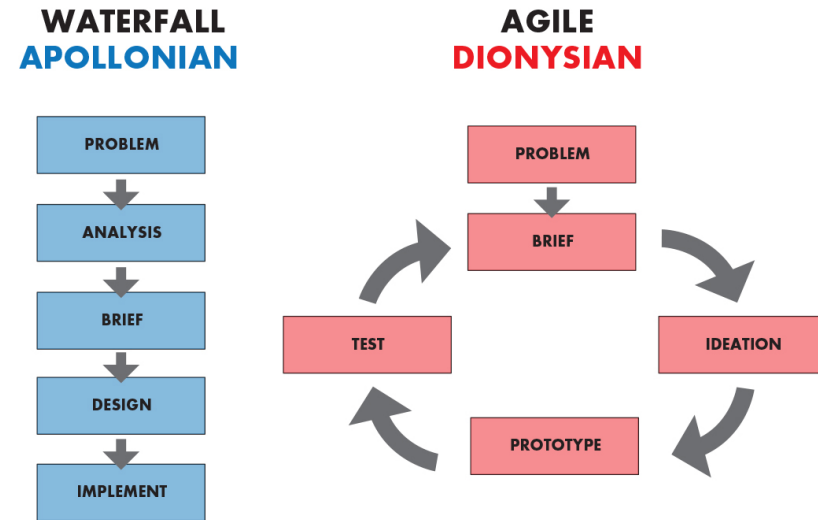 WATERFALL
APOLLONIAN
PROBLEM
ANALYSIS
BRIEF
DESIGN
IMPLEMENT
AGILE
DIONYSIAN
PROBLEM
BRIEF
TEST
IDEATION
PROTOTYPE